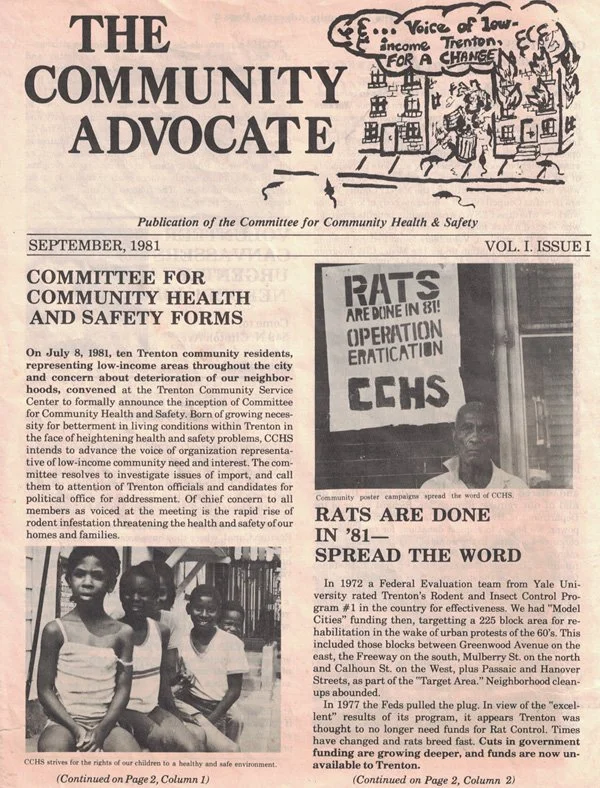 THE
COMMUNITY
ADVOCATE
... Voice of low-
income Trenton,
FOR A CHANGE
Publication of the Committee for Community Health & Safety
SEPTEMBER, 1981
VOL. I. ISSUE I
COMMITTEE FOR
COMMUNITY HEALTH
AND SAFETY FORMS
On July 8, 1981, ten Trenton community residents,
representing low-income areas throughout the city
and concern about deterioration of our neighbor-
hoods, convened at the Trenton Community Service
Center to formally announce the inception of Committee
for Community Health and Safety. Born of growing neces-
sity for betterment in living conditions within Trenton in
the face of heightening health and safety problems, CCHS
intends to advance the voice of organization representa-
tive of low-income community need and interest. The com-
mittee resolves to investigate issues of import, and call
them to attention of Trenton officials and candidates for
political office for addressment. Of chief concern to all
members as voiced at the meeting is the rapid rise of
rodent infestation threatening the health and safety of our
homes and families.
CCHS strives for the rights of our children to a healthy and safe environment.
(Continued on Page 2, Column 1)
RATS
ARE DONE IN 81!
OPERATION
ERATICATION
CCHS
Community poster campaigns spread the word of CCHS.
RATS ARE DONE
IN '81—
SPREAD THE WORD
In 1972 a Federal Evaluation team from Yale Uni-
versity rated Trenton's Rodent and Insect Control Pro-
gram #1 in the country for effectiveness. We had "Model
Cities" funding then, targetting a 225 block area for re-
habilitation in the wake of urban protests of the 60's. This
included those blocks between Greenwood Avenue on the
east, the Freeway on the south, Mulberry St. on the north
and Calhoun St. on the West, plus Passaic and Hanover
Streets, as part of the "Target Area." Neighborhood clean-
ups abounded.
In 1977 the Feds pulled the plug. In view of the "excel-
lent" results of its program, it appears Trenton was
thought to no longer need funds for Rat Control. Times
have changed and rats breed fast. Cuts in government
funding are growing deeper, and funds are now un-
available to Trenton.
(Continued on Page 2, Column 2)